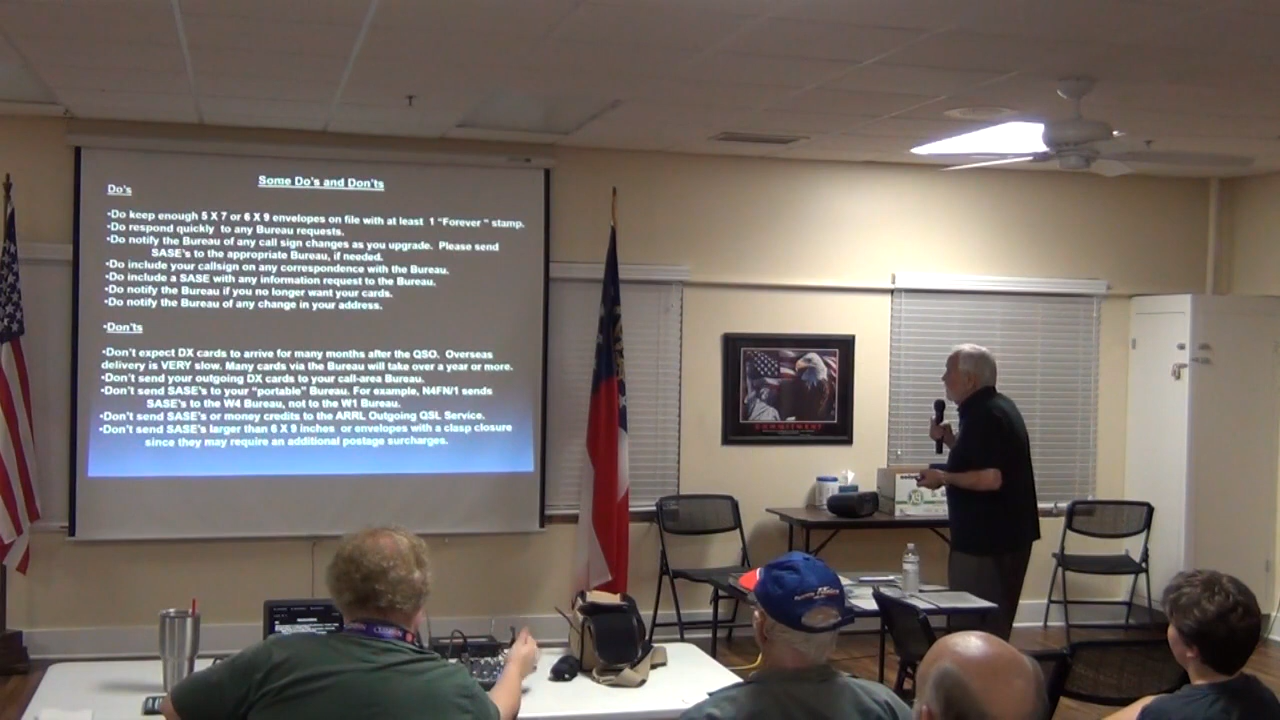 Some Do's and Don'ts
Do's
•Do keep enough 5 X 7 or 6 X 9 envelopes on file with at least 1 "Forever " stamp.
•Do respond quickly to any Bureau requests.
•Do notify the Bureau of any call sign changes as you upgrade. Please send
SASE's to the appropriate Bureau, if needed.
•Do include your callsign on any correspondence with the Bureau.
•Do include a SASE with any information request to the Bureau.
•Do notify the Bureau if you no longer want your cards.
•Do notify the Bureau of any change in your address.
•Don'ts
•Don't expect DX cards to arrive for many months after the QSO. Overseas
delivery is VERY slow. Many cards via the Bureau will take over a year or more.
•Don't send your outgoing DX cards to your call-area Bureau.
•Don't send SASE's to your "portable" Bureau. For example, N4FN/1 sends
SASE's to the W4 Bureau, not to the W1 Bureau.
•Don't send SASE's or money credits to the ARRL Outgoing QSL Service.
•Don't send SASE's larger than 6 X 9 inches or envelopes with a clasp closure
since they may require an additional postage surcharges.
COMMITMENT
X9